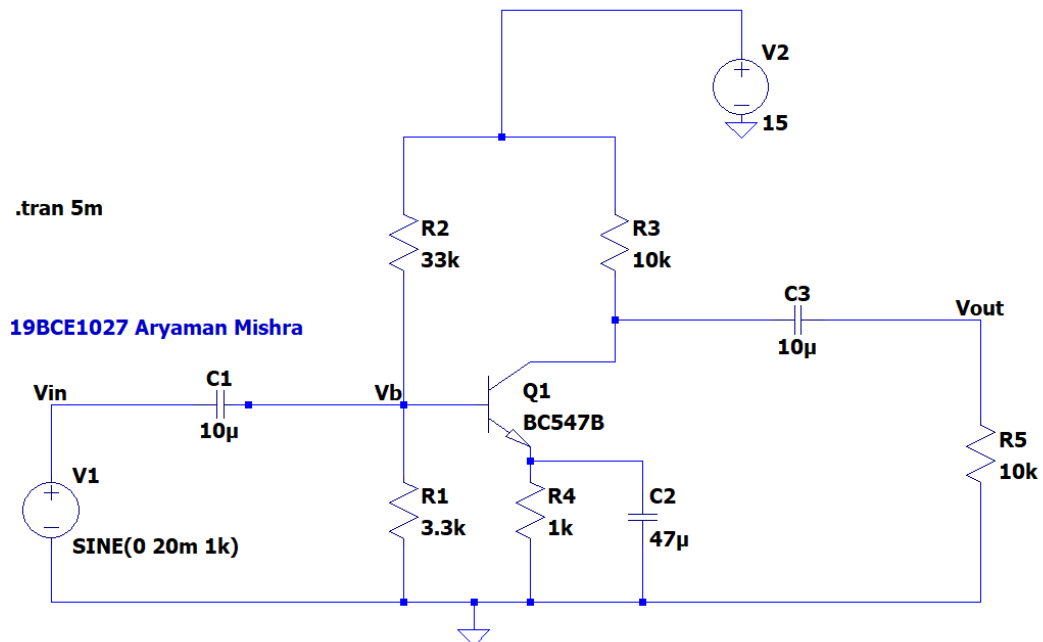 V2
15
.tran 5m
R2
33k
R3
10k
19BCE1027 Aryaman Mishra
C3
10µ
Vout
Vin
C1
10µ
Vb
Q1
BC547B
V1
SINE(0 20m 1k)
R1
3.3k
R4
1k
C2
47µ
R5
10k